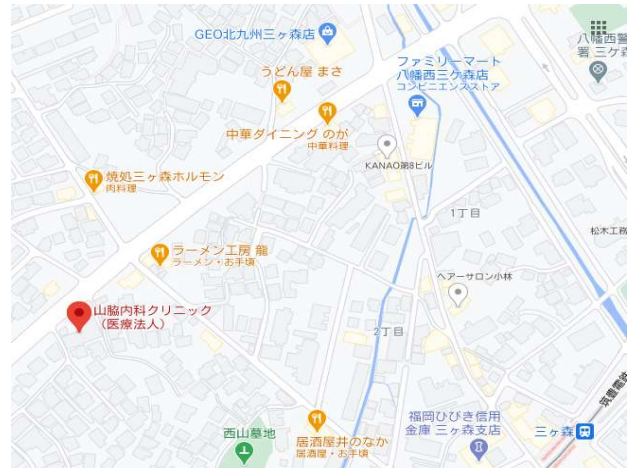 GEO北九州三ヶ森店
うどん屋 まさ
ファミリーマート
八幡西三ケ森店
コンビニエンスストア
八幡西警
署 三ケ森
中華ダイニング のが
中華料理
KANAO第8ビル
焼処三ヶ森ホルモン
肉料理
1丁目
松木工務
ラーメン工房 龍
ラーメン・お手頃
ヘアーサロン小林
山脇内科クリニック
（医療法人）
2丁目
筑豊電鉄
福岡ひびき信用
金庫 三ヶ森支店
三ヶ森
西山墓地
居酒屋井のなか
居酒屋・お手頃